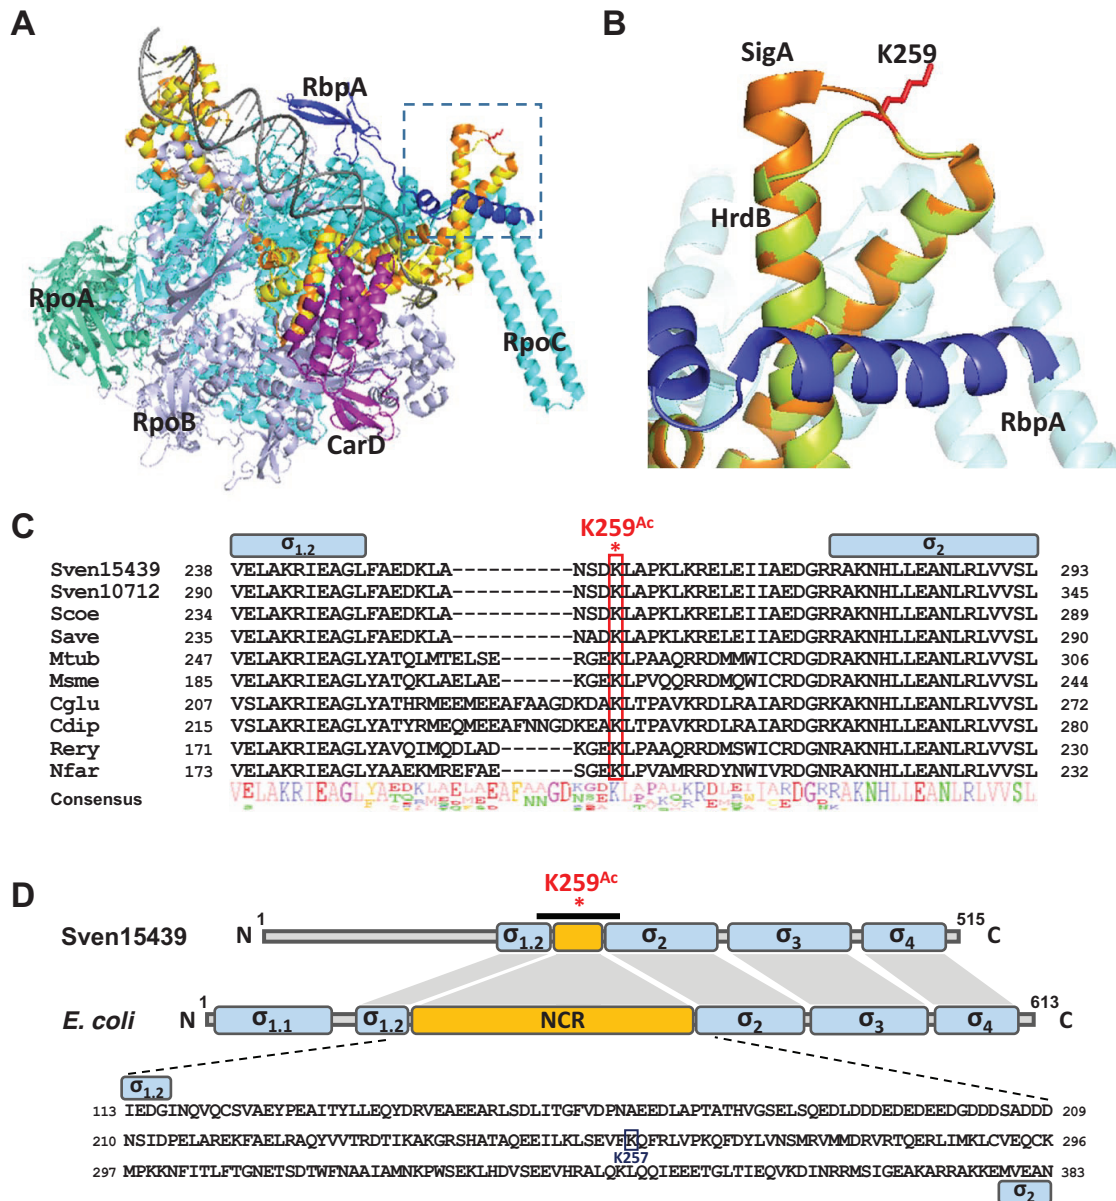 A
B
SigA
K259
RbpA
HrdB
RpoA
RpoC
RpoB
CarD
RbpA
C
K259Ac
*
σ1.2
σ2
Sven15439 238 VELAKRIEAGLFAEDKLA--------NSDKLAPKLKRELEIIAEDGRRAKNHLLEANLRLVVSL 293
Sven10712 290 VELAKRIEAGLFAEDKLA--------NSDKLAPKLKRELEIIAEDGRRAKNHLLEANLRLVVSL 345
Scoe 234 VELAKRIEAGLFAEDKLA--------NSDKLAPKLKRELEIIAEDGRRAKNHLLEANLRLVVSL 289
Save 235 VELAKRIEAGLFAEDKLA--------NADKLAPKLKRELEIIAEDGRRAKNHLLEANLRLVVSL 290
Mtub 247 VELAKRIEAGLYATQLMTELSE-----RGEKLPAAQRRDMMWICRDGDRAKNHLLEANLRLVVSL 306
Msme 185 VELAKRIEAGLYATQKLAELAE-----KGEKLPVQQRRDMQWICRDGDRAKNHLLEANLRLVVSL 244
Cglu 207 VSLAKRIEAGLYATHRMEEMEEAFAAGDKDAKLTPAVKRDLRAIARDGRKAKNHLLEANLRLVVSL 272
Cdip 215 VSLAKRIEAGLYATYRMEQMEEAFNNGDKEAKLTPAVKRDLRAIARDGRKAKNHLLEANLRLVVSL 280
Rery 171 VELAKRIEAGLYAVQIMQDLAD-----KGEKLPAAQRRDMSWICRDGNRAKNHLLEANLRLVVSL 230
Nfar 173 VELAKRIEAGLYAAEKMREFAE-----SGEKLPVAMRRDYNWIVRDGNRAKNHLLEANLRLVVSL 232
Consensus
D
K259Ac
*
Sven15439 N 1 σ1.2 σ2 σ3 σ4 515 C
E. coli N 1 σ1.1 σ1.2 NCR σ2 σ3 σ4 613 C
σ1.2
113 IEDGINQVQCSVAEYPEAITYLLEQYDRVEAEEARLSDLITGFVDPNAEEDLAPTATHVGSELSQEDLDDDEDEDEEDGDDDSADDD 209
210 NSIDPELAREKFAELRAQYVVTRDTIKAKGRSHATAQEEILKLSEVFKQFRLVPKQFDYLVNSMRVMMDRVRTQERLIMKLCVEQCK 296
K257
297 MPKKNFITLFTGNETSDTWFNAAIAMNKPWSEKLHDVSEEVHRALQKLQQIEEETGLTIEQVKDINRRMSIGEAKARRAKKEMVEAN 383
σ2